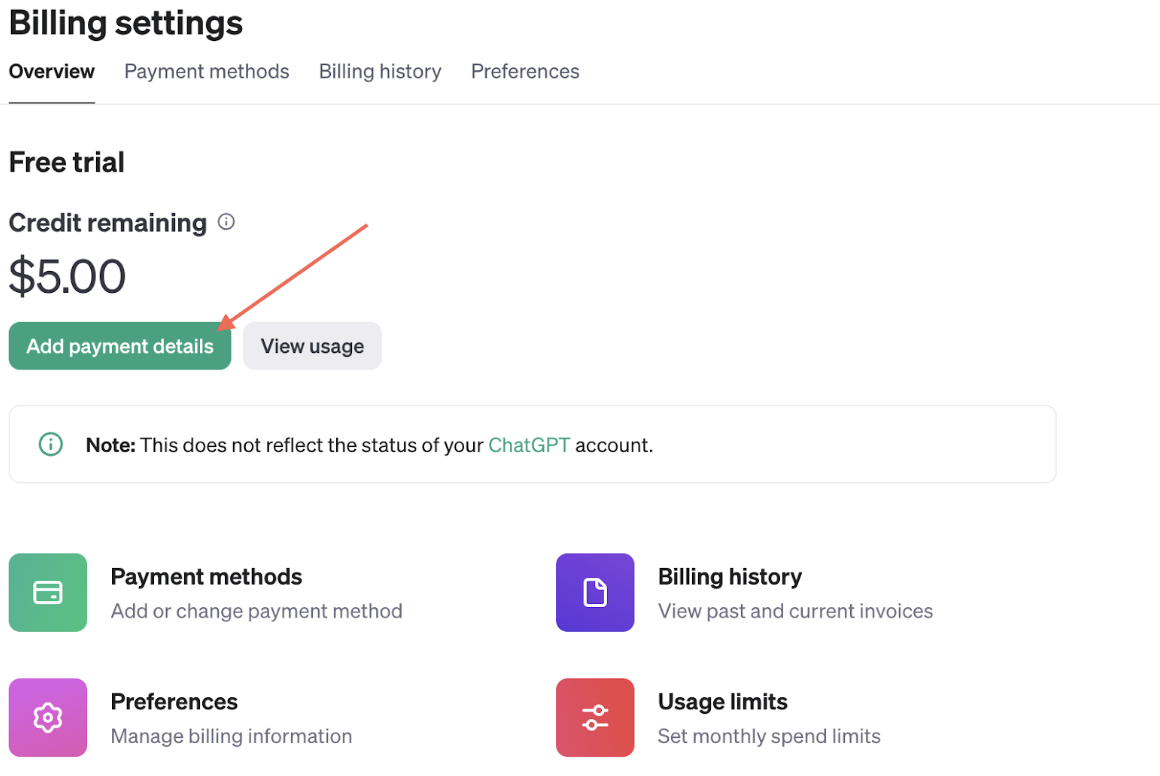 Billing settings
Overview Payment methods Billing history Preferences
Free trial
Credit remaining
$5.00
Add payment details View usage
Note: This does not reflect the status of your ChatGPT account.
Payment methods
Add or change payment method
Billing history
View past and current invoices
Preferences
Manage billing information
Usage limits
Set monthly spend limits